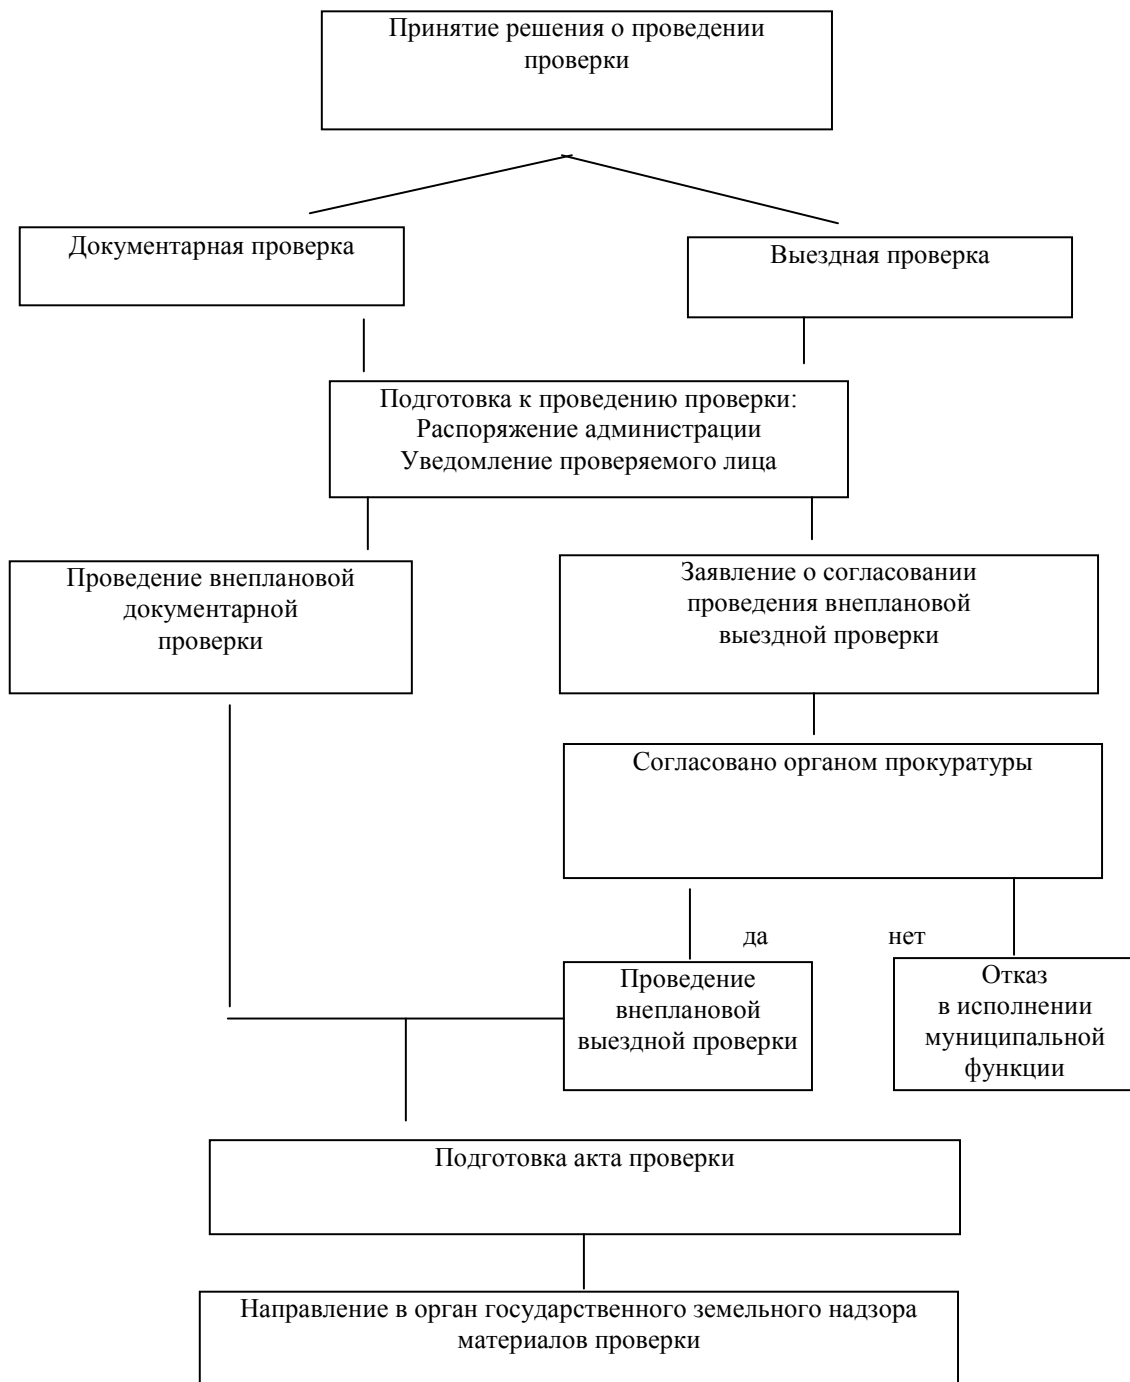 Принятие решения о проведении
проверки
Документарная проверка
Выездная проверка
Подготовка к проведению проверки:
Распоряжение администрации
Уведомление проверяемого лица
Проведение внеплановой
документарной
проверки
Заявление о согласовании
проведения внеплановой
выездной проверки
Согласовано органом прокуратуры
да
нет
Проведение
внеплановой
выездной проверки
Отказ
в исполнении
муниципальной
функции
Подготовка акта проверки
Направление в орган государственного земельного надзора
материалов проверки